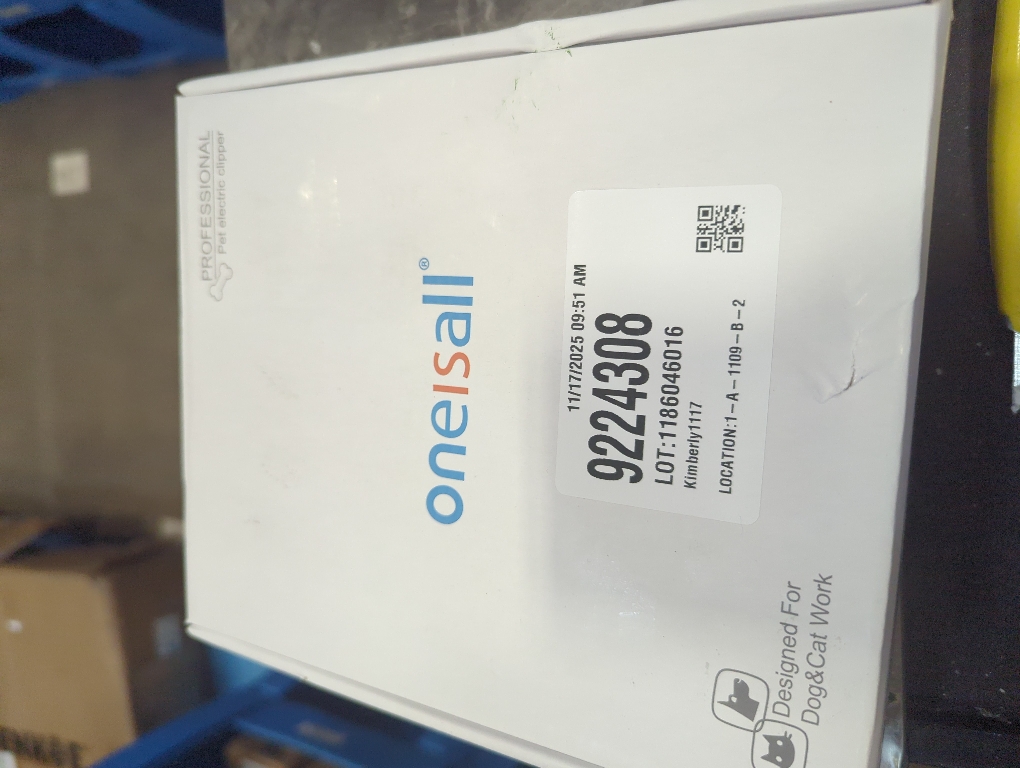 PROFESSIONAL
Pet electric clipper
oneisall®
11/17/2025 09:51 AM
9224308
LOT:1186046016
Kimberly1117
LOCATION:1-A-1109-B-2
Designed For
Dog&Cat Work